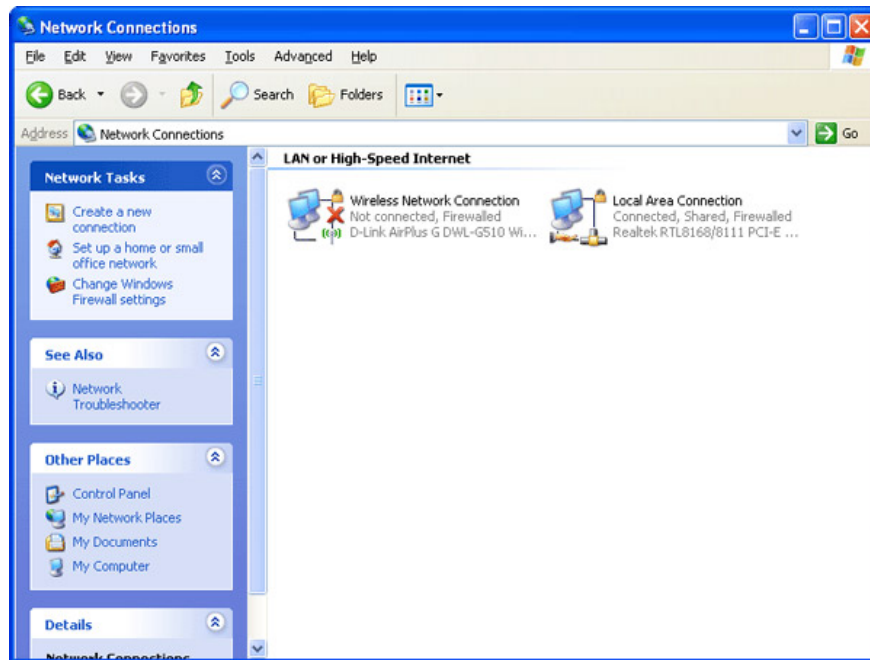 Network Connections
File Edit View Favorites Tools Advanced Help
Back Search Folders
Address Network Connections Go
Network Tasks
Create a new
connection
Set up a home or small
office network
Change Windows
Firewall settings
See Also
Network
Troubleshooter
Other Places
Control Panel
My Network Places
My Documents
My Computer
Details
Network Connections
LAN or High-Speed Internet
Wireless Network Connection
Not connected, Firewalled
D-Link AirPlus G DWL-G510 Wi...
Local Area Connection
Connected, Shared, Firewalled
Realtek RTL8168/8111 PCI-E ...